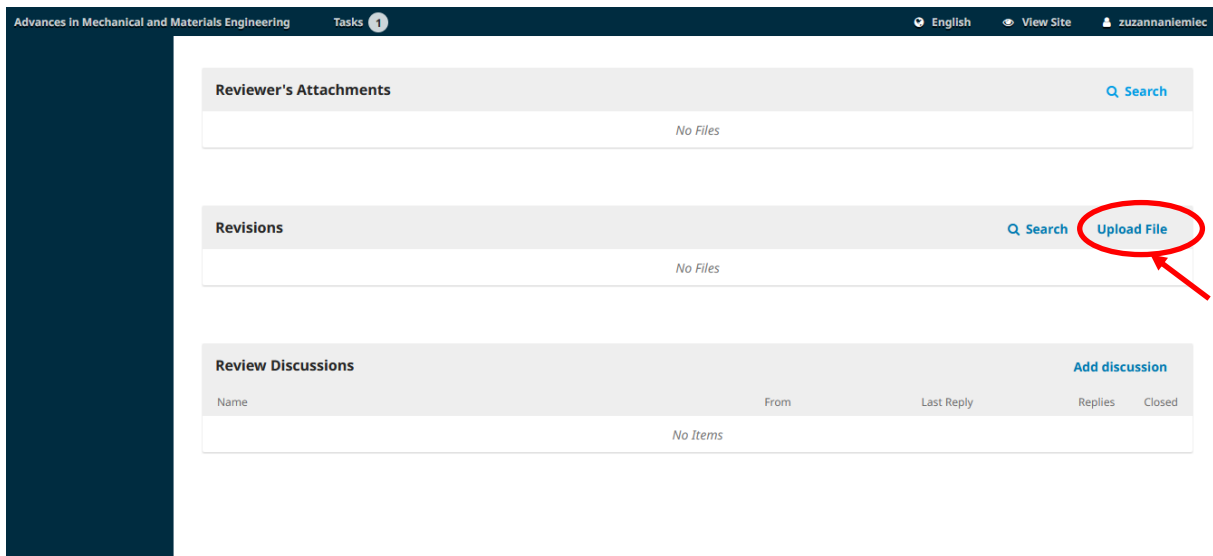 Advances in Mechanical and Materials Engineering Tasks 1 English View Site zuzannaniemiec
Reviewer's Attachments Search
No Files
Revisions Search Upload File
No Files
Review Discussions Add discussion
Name From Last Reply Replies Closed
No Items